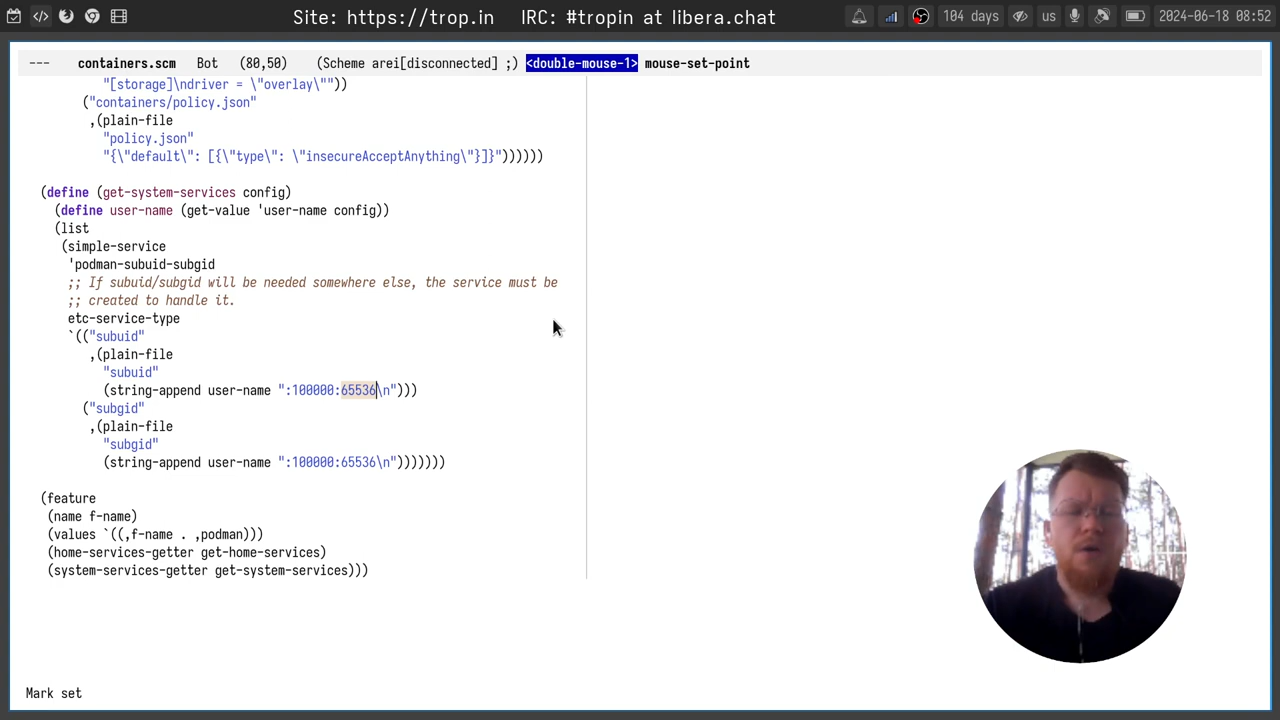 Site: https://trop.in IRC: #tropin at libera.chat 104 days us 2024-06-18 08:52
--- containers.scm Bot (80,50) (Scheme arei[disconnected] ;) <double-mouse-1> mouse-set-point
"[storage]\ndriver = \"overlay\""))
("containers/policy.json"
,(plain-file
"policy.json"
"{\"default\": [{\"type\": \"insecureAcceptAnything\"}]}"))))))
(define (get-system-services config)
(define user-name (get-value 'user-name config))
(list
(simple-service
'podman-subuid-subgid
;; If subuid/subgid will be needed somewhere else, the service must be
;; created to handle it.
etc-service-type
`(("subuid"
,(plain-file
"subuid"
(string-append user-name ":100000:65536\n")))
("subgid"
,(plain-file
"subgid"
(string-append user-name ":100000:65536\n")))))))
(feature
(name f-name)
(values `((,f-name . ,podman)))
(home-services-getter get-home-services)
(system-services-getter get-system-services)))
Mark set